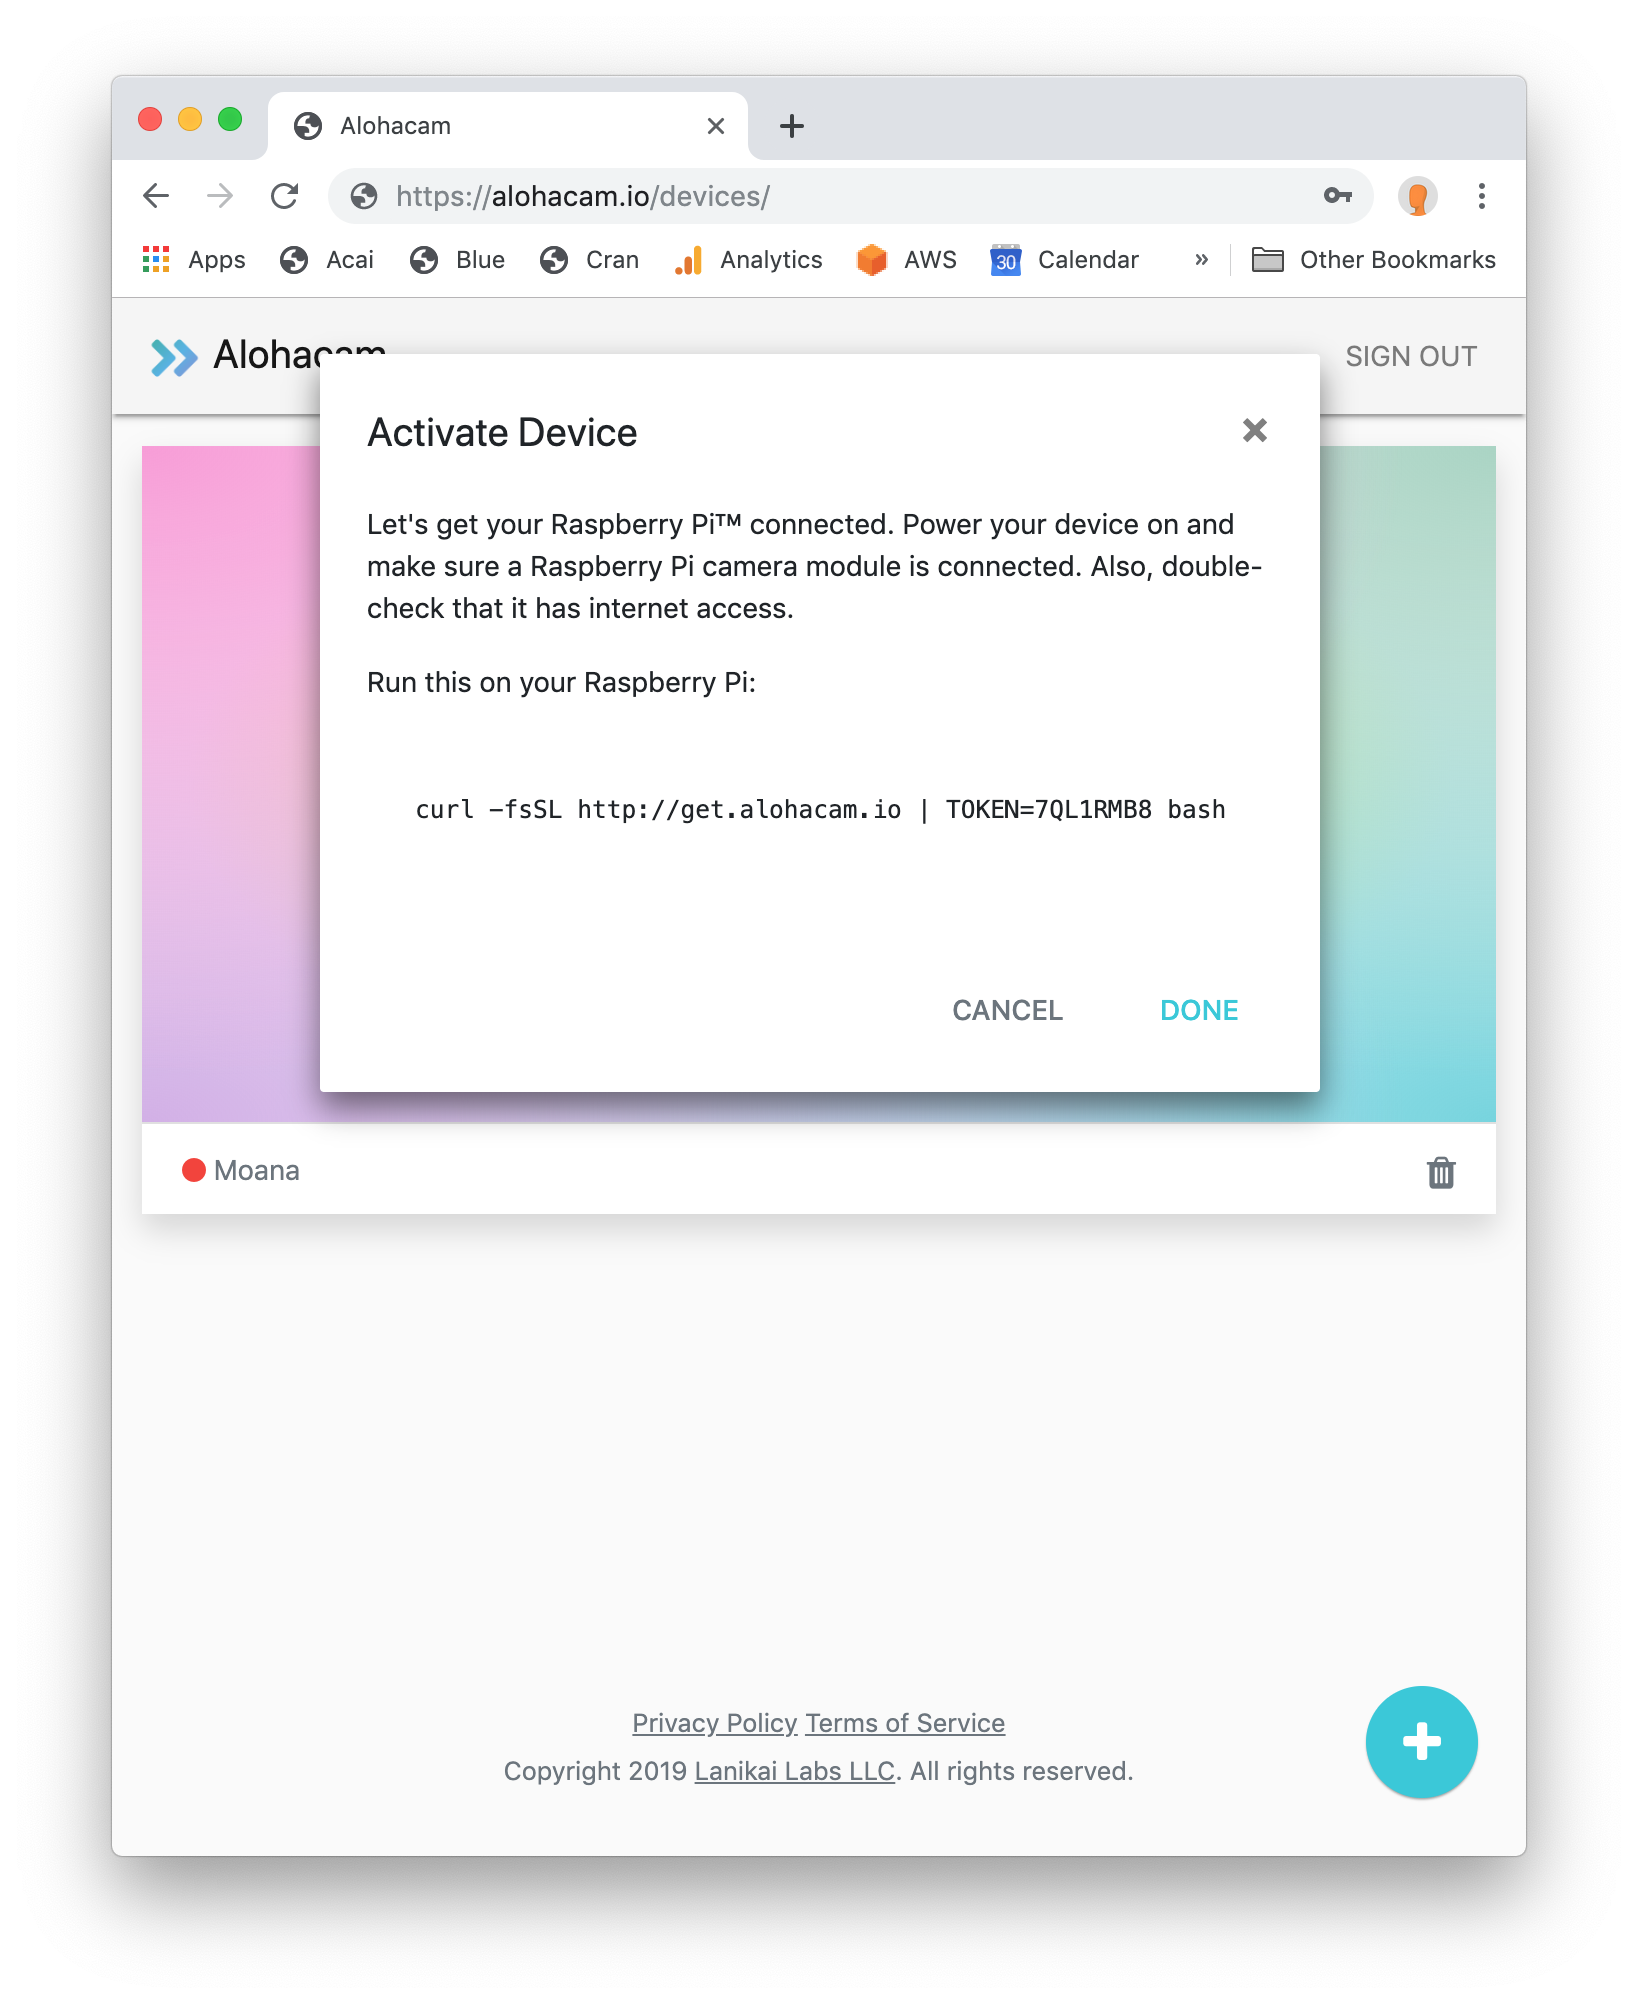 Alohacam
https://alohacam.io/devices/
Apps Acai Blue Cran Analytics AWS 30 Calendar » Other Bookmarks
Alohacam SIGN OUT
Activate Device
Let's get your Raspberry Pi™ connected. Power your device on and
make sure a Raspberry Pi camera module is connected. Also, double-
check that it has internet access.
Run this on your Raspberry Pi:
curl -fsSL http://get.alohacam.io | TOKEN=7QL1RMB8 bash
CANCEL DONE
Moana
Privacy Policy Terms of Service
Copyright 2019 Lanikai Labs LLC. All rights reserved.